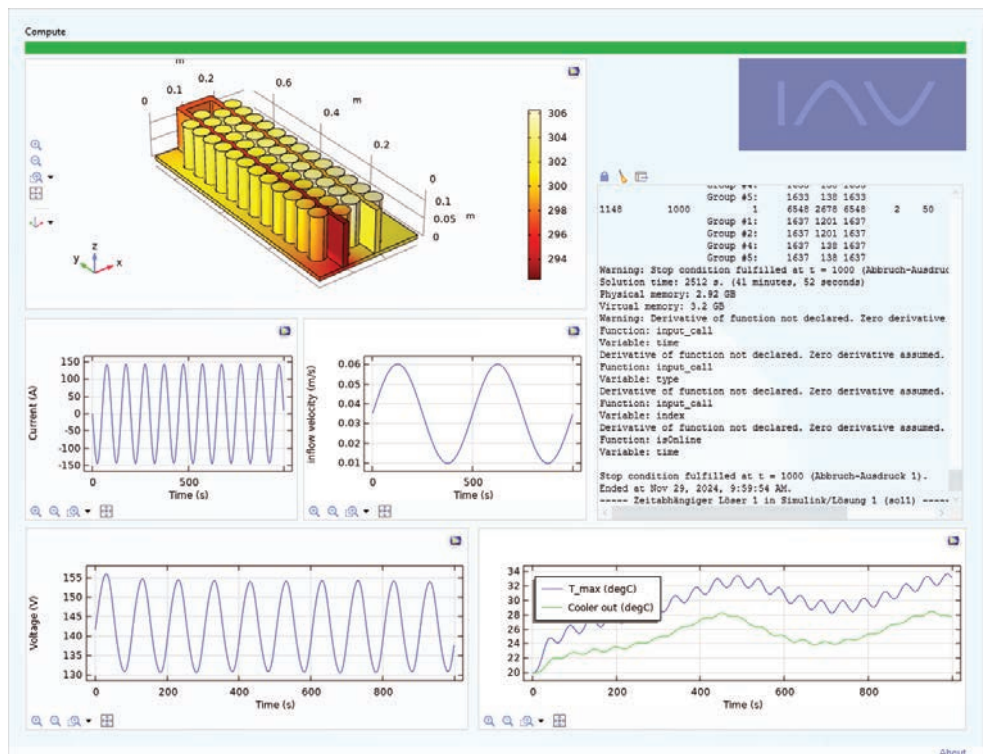 Compute
m
0.2
0.1
0
0.6
m
0.4
0.2
0
0.1
0.05
0
m
z
y
x
306
304
302
300
298
296
294
IAV
Group #4: 1633 138 1633
Group #5: 1633 138 1633
1148 1000 1 6548 2678 6548 2 50
Group #1: 1637 1201 1637
Group #2: 1637 1201 1637
Group #4: 1637 138 1637
Group #5: 1637 138 1637
Warning: Stop condition fulfilled at t = 1000 (Abbruch-Ausdruc
Solution time: 2512 s. (41 minutes, 52 seconds)
Physical memory: 2.92 GB
Virtual memory: 3.2 GB
Warning: Derivative of function not declared. Zero derivative
Function: input_call
Variable: time
Derivative of function not declared. Zero derivative assumed.
Function: input_call
Variable: type
Derivative of function not declared. Zero derivative assumed.
Function: input_call
Variable: index
Derivative of function not declared. Zero derivative assumed.
Function: isOnline
Variable: time
Stop condition fulfilled at t = 1000 (Abbruch-Ausdruck 1).
Ended at Nov 29, 2024, 9:59:54 AM.
----- Zeitabhängiger Löser 1 in Simulink/Lösung 1 (sol1) -----
Current (A)
150
100
50
0
-50
-100
-150
0
500
Time (s)
inflow velocity (m/s)
0.06
0.05
0.04
0.03
0.02
0.01
0
500
Time (s)
Voltage (V)
155
150
145
140
135
130
0
200
400
600
800
Time (s)
34
32
30
28
26
24
22
20
T_max (degC)
Cooler out (degC)
0
200
400
600
800
Time (s)
About